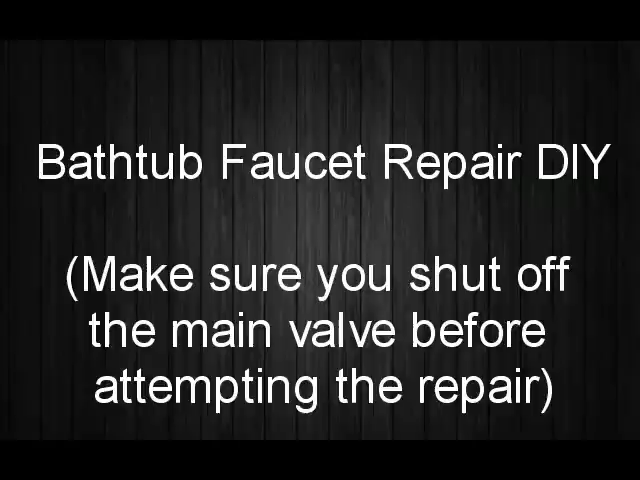 Bathtub Faucet Repair DIY
(Make sure you shut off
the main valve before
attempting the repair)